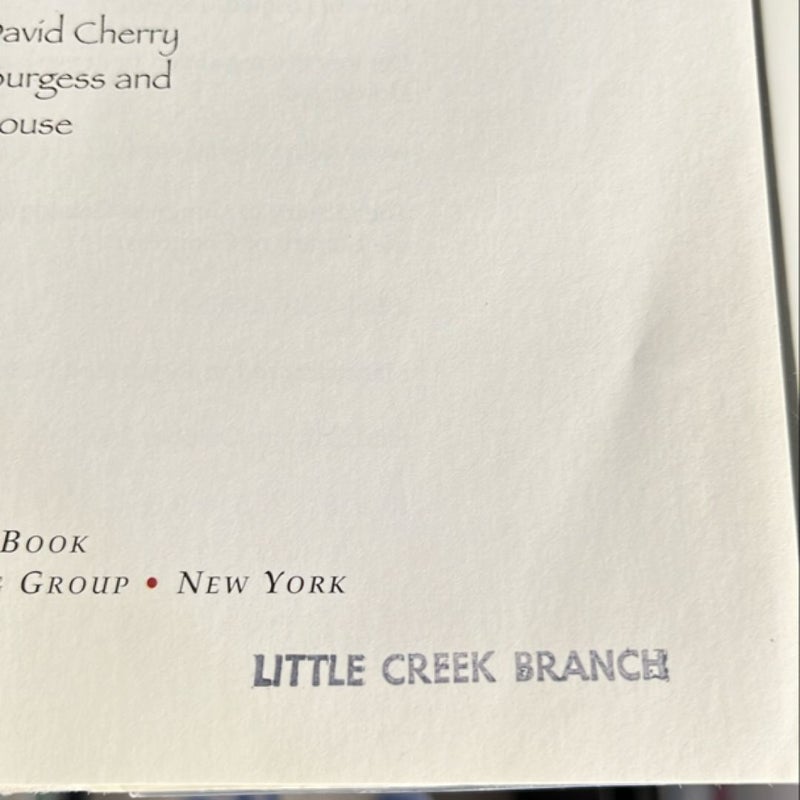 avid Cherry
urgess and
ouse
BOOK
GROUP • NEW YORK
LITTLE CREEK BRANCH